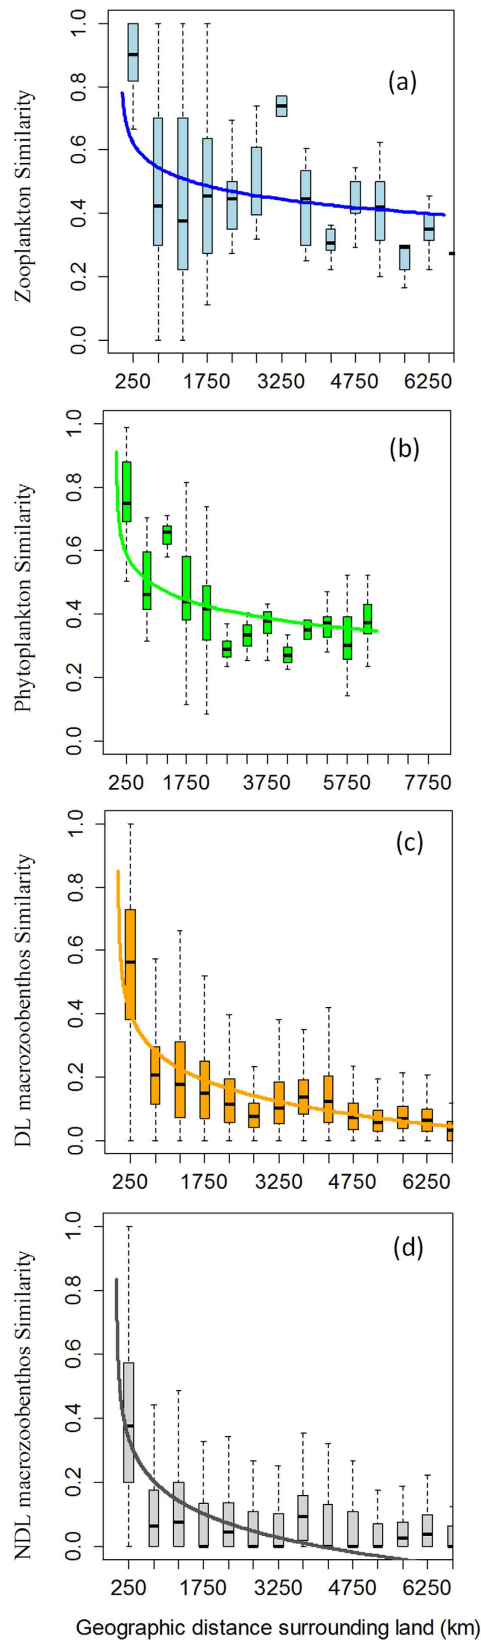 (a)
Zooplankton Similarity
1.0
0.8
0.6
0.4
0.2
0.0
250 1750 3250 4750 6250
(b)
Phytoplankton Similarity
1.0
0.8
0.6
0.4
0.2
0.0
250 1750 3750 5750 7750
(c)
DL macrozoobenthos Similarity
1.0
0.8
0.6
0.4
0.2
0.0
250 1750 3250 4750 6250
(d)
NDL macrozoobenthos Similarity
1.0
0.8
0.6
0.4
0.2
0.0
250 1750 3250 4750 6250
Geographic distance surrounding land (km)